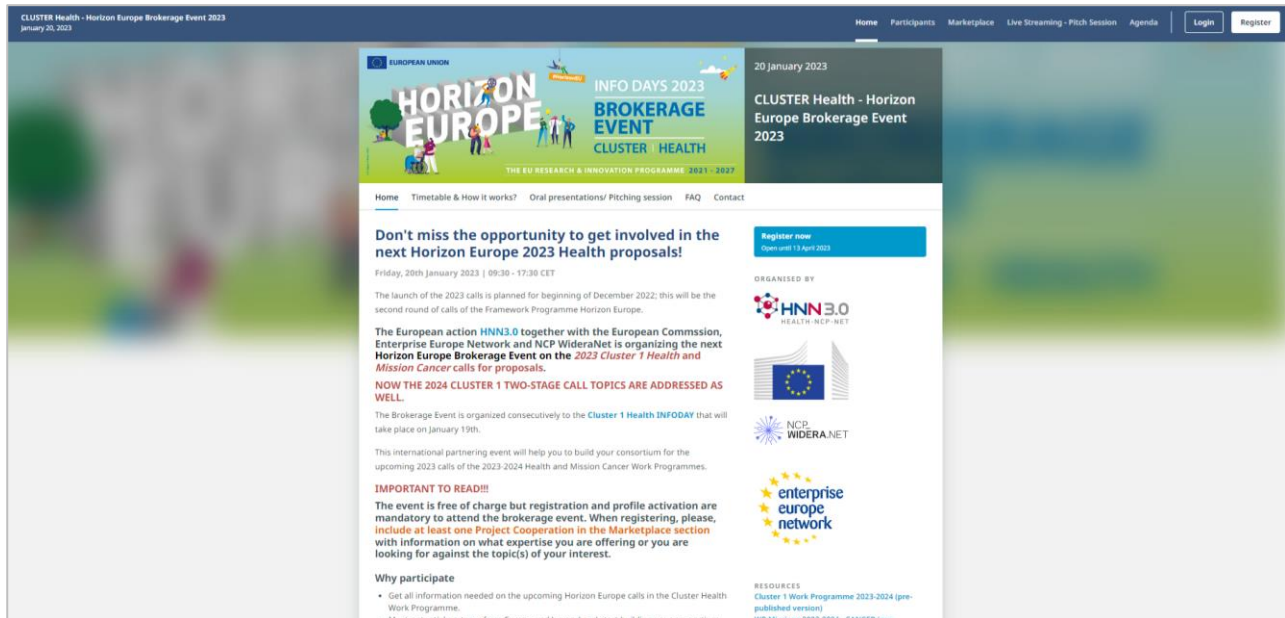 CLUSTER Health - Horizon Europe Brokerage Event 2023
January 20, 2023
Home Participants Marketplace Live Streaming - Pitch Session Agenda Login Register
EUROPEAN UNION
HORIZON
EUROPE
INFO DAYS 2023
BROKERAGE
EVENT
CLUSTER HEALTH
THE EU RESEARCH & INNOVATION PROGRAMME 2021 - 2027
20 January 2023
CLUSTER Health - Horizon
Europe Brokerage Event
2023
Home Timetable & How it works? Oral presentations/ Pitching session FAQ Contact
Don't miss the opportunity to get involved in the
next Horizon Europe 2023 Health proposals!
Friday, 20th January 2023 | 09:30 - 17:30 CET
The launch of the 2023 calls is planned for beginning of December 2022; this will be the
second round of calls of the Framework Programme Horizon Europe.
The European action HNN3.0 together with the European Commssion,
Enterprise Europe Network and NCP WideraNet is organizing the next
Horizon Europe Brokerage Event on the 2023 Cluster 1 Health and
Mission Cancer calls for proposals.
NOW THE 2024 CLUSTER 1 TWO-STAGE CALL TOPICS ARE ADDRESSED AS
WELL.
The Brokerage Event is organized consecutively to the Cluster 1 Health INFODAY that will
take place on January 19th.
This international partnering event will help you to build your consortium for the
upcoming 2023 calls of the 2023-2024 Health and Mission Cancer Work Programmes.
IMPORTANT TO READ!!!
The event is free of charge but registration and profile activation are
mandatory to attend the brokerage event. When registering, please,
include at least one Project Cooperation in the Marketplace section
with information on what expertise you are offering or you are
looking for against the topic(s) of your interest.
Why participate
• Get all information needed on the upcoming Horizon Europe calls in the Cluster Health
Work Programme.
Register now
Open until 13 April 2023
ORGANISED BY
HNN 3.0
HEALTH-NCP-NET
NCP_
WIDERA.NET
enterprise
europe
network
RESOURCES
Cluster 1 Work Programme 2023-2024 (pre-
published version)